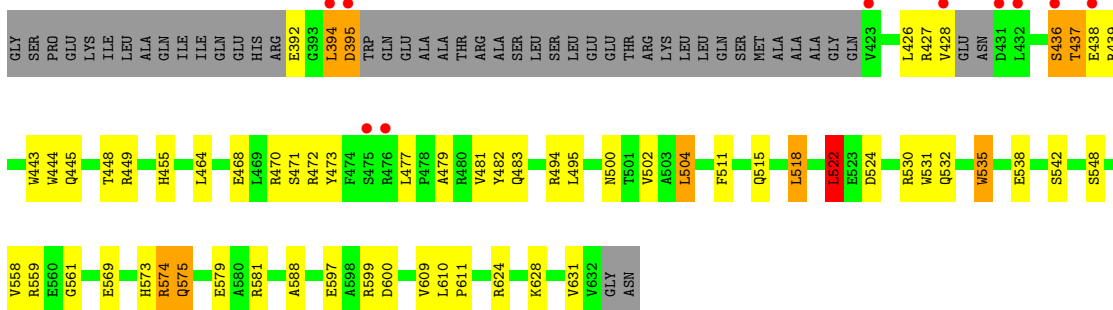 GLY SER PRO GLU LYS ILE LEU ALA GLN ILE ILE GLN GLU HIS ARG E392 G393 L394 D395 TRP GLN GLU ALA ALA THR ARG ALA SER LEU SER LEU GLU GLU THR ARG LYS LEU LEU GLN SER MET ALA ALA ALA GLY GLN V423 L426 R427 V428 GLU ASN D431 L432 S436 T437 E438 R439
W443 W444 Q445 T448 R449 H455 L464 E468 L469 R470 S471 R472 Y473 F474 S475 R476 L477 P478 A479 R480 V481 Y482 Q483 R494 L495 N500 T501 V502 A503 L504 F511 Q515 L518 L522 E523 D524 R530 W531 Q532 W535 E538 S542 S548
V558 R559 E560 G561 E569 H573 R574 Q575 E579 A580 R581 A588 E597 A598 R599 D600 V609 L610 P611 R624 K628 V631 V632 GLY ASN